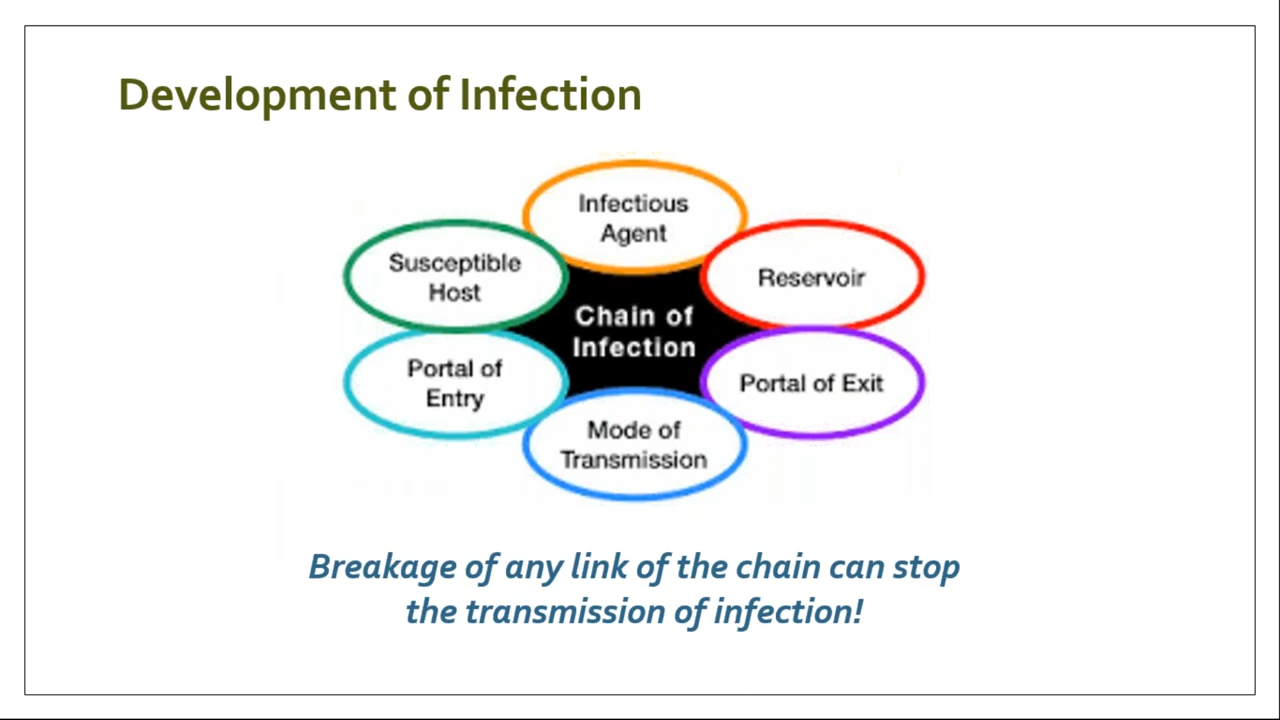 Development of Infection
Infectious
Agent
Susceptible
Host
Reservoir
Chain of
Infection
Portal of
Entry
Portal of Exit
Mode of
Transmission
Breakage of any link of the chain can stop
the transmission of infection!